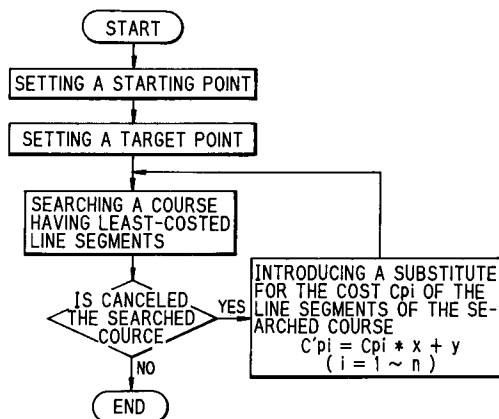 START
SETTING A STARTING POINT
SETTING A TARGET POINT
SEARCHING A COURSE
HAVING LEAST-COSTED
LINE SEGMENTS
IS CANCELED
THE SEARCHED
COURCE
YES
NO
INTRODUCING A SUBSTITUTE
FOR THE COST Cpi OF THE
LINE SEGMENTS OF THE SE-
ARCHED COURSE
C'pi = Cpi * x + y
( i = 1 ~ n )
END